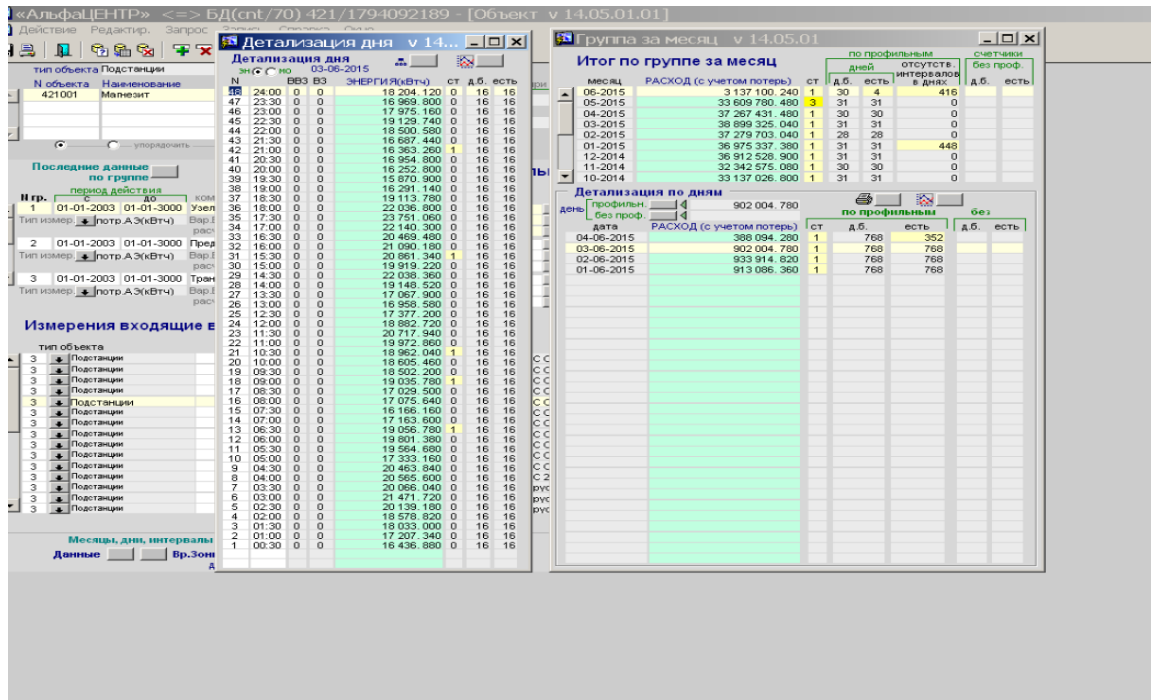 «АльфаЦЕНТР» <=> БД(cnt/70) 421/1794092189 - [Объект v 14.05.01.01]
Действие Редактир. Запрос
тип объекта Подстанции
N объекта Наименование
421001 Магнезит
упорядочить
Последние данные
по группе
период действия
N гр. с до
1 01-01-2003 01-01-3000 Узел
Тип измер. потр.АЭ(кВтч) Вар.
2 01-01-2003 01-01-3000 Пред
Тип измер. потр.АЭ(кВтч) Вар.
3 01-01-2003 01-01-3000 Тран
Тип измер. потр.АЭ(кВтч) Вар.
Измерения входящие в
тип объекта
3 Подстанции
3 Подстанции
3 Подстанции
3 Подстанции
3 Подстанции
3 Подстанции
3 Подстанции
3 Подстанции
3 Подстанции
3 Подстанции
3 Подстанции
3 Подстанции
3 Подстанции
3 Подстанции
Месяцы, дни, интервалы
Данные Вр.Зон
Детализация дня v 14...
Детализация дня
эн мо 03-06-2015
N ВВЗ ВЗ ЭНЕРГИЯ(кВтч) ст д.б. есть
48 24:00 0 0 18 204.120 0 16 16
47 23:30 0 0 16 969.800 0 16 16
46 23:00 0 0 17 975.160 0 16 16
45 22:30 0 0 19 129.740 0 16 16
44 22:00 0 0 18 500.580 0 16 16
43 21:30 0 0 16 687.440 0 16 16
42 21:00 0 0 16 363.260 1 16 16
41 20:30 0 0 16 954.800 0 16 16
40 20:00 0 0 16 252.800 0 16 16
39 19:30 0 0 15 870.900 0 16 16
38 19:00 0 0 16 291.140 0 16 16
37 18:30 0 0 19 113.780 0 16 16
36 18:00 0 0 22 036.800 0 16 16
35 17:30 0 0 23 751.060 0 16 16
34 17:00 0 0 22 140.300 0 16 16
33 16:30 0 0 20 469.480 0 16 16
32 16:00 0 0 21 090.180 0 16 16
31 15:30 0 0 20 861.340 1 16 16
30 15:00 0 0 19 919.220 0 16 16
29 14:30 0 0 22 038.360 0 16 16
28 14:00 0 0 19 148.520 0 16 16
27 13:30 0 0 17 067.900 0 16 16
26 13:00 0 0 16 958.580 0 16 16
25 12:30 0 0 17 377.200 0 16 16
24 12:00 0 0 18 882.720 0 16 16
23 11:30 0 0 20 717.940 0 16 16
22 11:00 0 0 19 972.860 0 16 16
21 10:30 0 0 18 962.040 1 16 16
20 10:00 0 0 18 605.460 0 16 16
19 09:30 0 0 18 502.200 0 16 16
18 09:00 0 0 19 035.780 1 16 16
17 08:30 0 0 17 029.500 0 16 16
16 08:00 0 0 17 075.640 0 16 16
15 07:30 0 0 16 166.160 0 16 16
14 07:00 0 0 17 163.600 0 16 16
13 06:30 0 0 19 056.780 1 16 16
12 06:00 0 0 19 801.380 0 16 16
11 05:30 0 0 19 564.680 0 16 16
10 05:00 0 0 17 333.160 0 16 16
9 04:30 0 0 20 463.840 0 16 16
8 04:00 0 0 20 565.600 0 16 16
7 03:30 0 0 20 066.040 0 16 16
6 03:00 0 0 21 471.720 0 16 16
5 02:30 0 0 20 139.180 0 16 16
4 02:00 0 0 18 578.820 0 16 16
3 01:30 0 0 18 033.000 0 16 16
2 01:00 0 0 17 207.340 0 16 16
1 00:30 0 0 16 436.880 0 16 16
Группа за месяц v 14.05.01
Итог по группе за месяц
по профильным счетчики
дней отсутств. интервалов в днях без проф.
месяц РАСХОД (с учетом потерь) ст д.б. есть д.б. есть
06-2015 3 137 100.240 1 30 4 416
05-2015 33 609 780.480 3 31 31 0
04-2015 37 267 431.480 1 30 30 0
03-2015 38 899 325.040 1 31 31 0
02-2015 37 279 703.040 1 28 28 0
01-2015 36 975 337.380 1 31 31 448
12-2014 36 912 528.900 1 31 31 0
11-2014 32 342 575.080 1 30 30 0
10-2014 33 137 026.800 1 31 31 0
Детализация по дням
день профильн. 902 004.780
без проф.
по профильным без
дата РАСХОД (с учетом потерь) ст д.б. есть д.б. есть
04-06-2015 388 094.280 1 768 352
03-06-2015 902 004.780 1 768 768
02-06-2015 933 914.820 1 768 768
01-06-2015 913 086.360 1 768 768